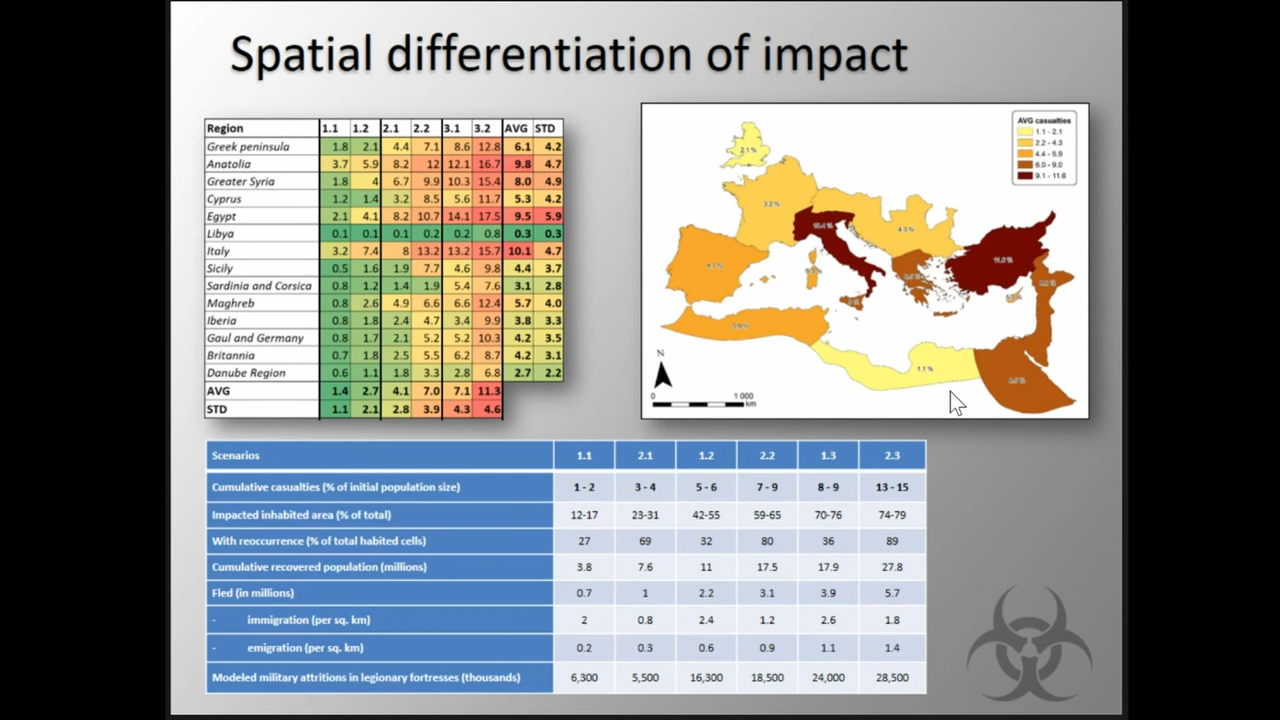 Spatial differentiation of impact
Region 1.1 1.2 2.1 2.2 3.1 3.2 AVG STD
Greek peninsula 1.8 2.1 4.4 7.1 8.6 12.8 6.1 4.2
Anatolia 3.7 5.9 8.2 12 12.1 16.7 9.8 4.7
Greater Syria 1.8 4 6.7 9.9 10.3 15.4 8.0 4.9
Cyprus 1.2 1.4 3.2 8.5 5.6 11.7 5.3 4.2
Egypt 2.1 4.1 8.2 10.7 14.1 17.5 9.5 5.9
Libya 0.1 0.1 0.1 0.2 0.2 0.8 0.3 0.3
Italy 3.2 7.4 8 13.2 13.2 15.7 10.1 4.7
Sicily 0.5 1.6 1.9 7.7 4.6 9.8 4.4 3.7
Sardinia and Corsica 0.8 1.2 1.4 1.9 5.4 7.6 3.1 2.8
Maghreb 0.8 2.6 4.9 6.6 6.6 12.4 5.7 4.0
Iberia 0.8 1.8 2.4 4.7 3.4 9.9 3.8 3.3
Gaul and Germany 0.8 1.7 2.1 5.2 5.2 10.3 4.2 3.5
Britannia 0.7 1.8 2.5 5.5 6.2 8.7 4.2 3.1
Danube Region 0.6 1.1 1.8 3.3 2.8 6.8 2.7 2.2
AVG 1.4 2.7 4.1 7.0 7.1 11.3
STD 1.1 2.1 2.8 3.9 4.3 4.6
AVG casualties
1.1 - 2.1
2.2 - 4.3
4.4 - 5.9
6.0 - 9.0
9.1 - 11.6
2.1%
3.2%
4.3%
1.1%
N
0 1 000
km
Scenarios 1.1 2.1 1.2 2.2 1.3 2.3
Cumulative casualties (% of initial population size) 1 - 2 3 - 4 5 - 6 7 - 9 8 - 9 13 - 15
Impacted inhabited area (% of total) 12-17 23-31 42-55 59-65 70-76 74-79
With reoccurrence (% of total habited cells) 27 69 32 80 36 89
Cumulative recovered population (millions) 3.8 7.6 11 17.5 17.9 27.8
Fled (in millions) 0.7 1 2.2 3.1 3.9 5.7
- immigration (per sq. km) 2 0.8 2.4 1.2 2.6 1.8
- emigration (per sq. km) 0.2 0.3 0.6 0.9 1.1 1.4
Modeled military attritions in legionary fortresses (thousands) 6,300 5,500 16,300 18,500 24,000 28,500